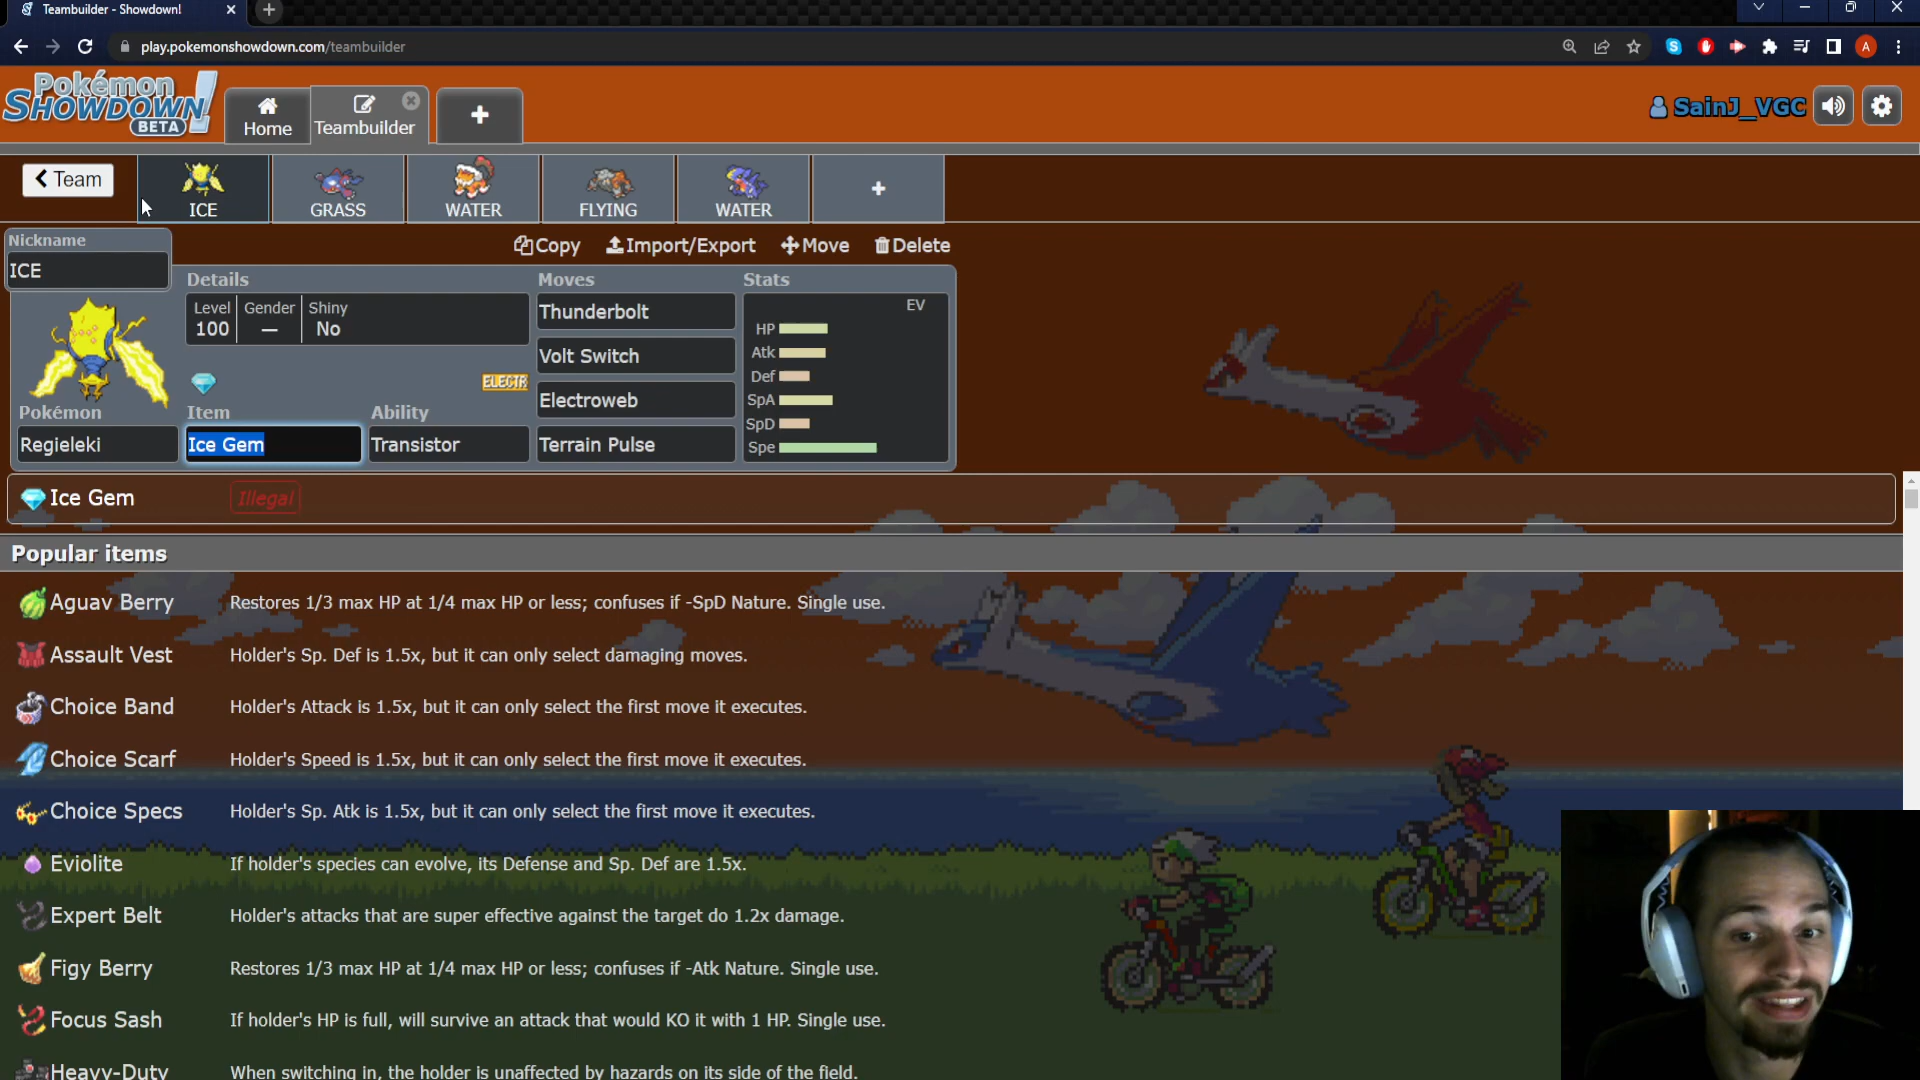 Teambuilder - Showdown!
play.pokemonshowdown.com/teambuilder
A
Pokémon
SHOWDOWN!
BETA
Home
Teambuilder
SainJ_VGC
Team
ICE
GRASS
WATER
FLYING
WATER
Nickname
ICE
Copy
Import/Export
Move
Delete
Details
Level
100
Gender
—
Shiny
No
ELECTR
Pokémon
Regieleki
Item
Ice Gem
Ability
Transistor
Moves
Thunderbolt
Volt Switch
Electroweb
Terrain Pulse
Stats
EV
HP
Atk
Def
SpA
SpD
Spe
Ice Gem Illegal
Popular items
Aguav Berry Restores 1/3 max HP at 1/4 max HP or less; confuses if -SpD Nature. Single use.
Assault Vest Holder's Sp. Def is 1.5x, but it can only select damaging moves.
Choice Band Holder's Attack is 1.5x, but it can only select the first move it executes.
Choice Scarf Holder's Speed is 1.5x, but it can only select the first move it executes.
Choice Specs Holder's Sp. Atk is 1.5x, but it can only select the first move it executes.
Eviolite If holder's species can evolve, its Defense and Sp. Def are 1.5x.
Expert Belt Holder's attacks that are super effective against the target do 1.2x damage.
Figy Berry Restores 1/3 max HP at 1/4 max HP or less; confuses if -Atk Nature. Single use.
Focus Sash If holder's HP is full, will survive an attack that would KO it with 1 HP. Single use.
Heavy-Duty When switching in, the holder is unaffected by hazards on its side of the field.